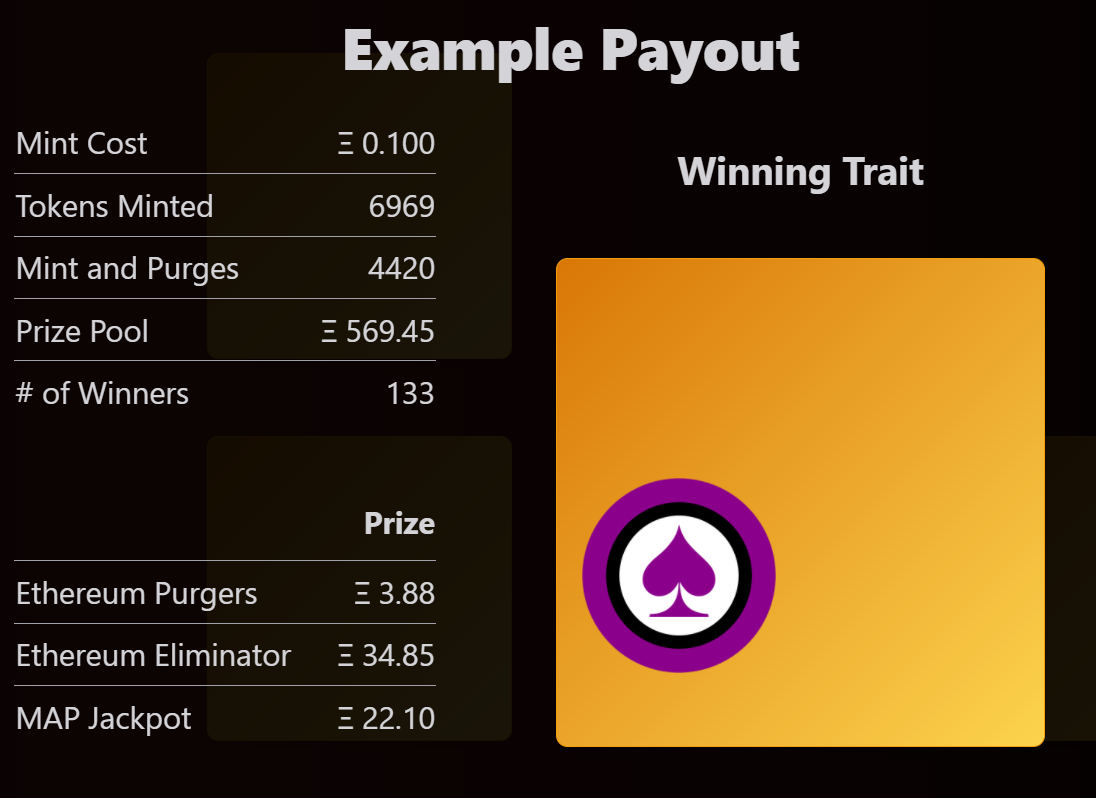 Example Payout
Mint Cost Ξ 0.100
Tokens Minted 6969
Mint and Purges 4420
Prize Pool Ξ 569.45
# of Winners 133
Prize
Ethereum Purgers Ξ 3.88
Ethereum Eliminator Ξ 34.85
MAP Jackpot Ξ 22.10
Winning Trait